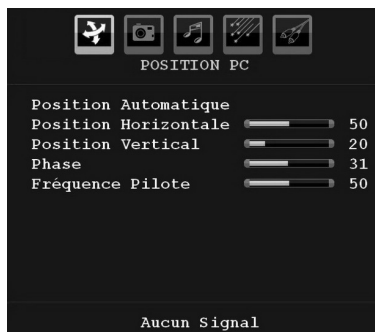 POSITION PC
Position Automatique
Position Horizontale 50
Position Vertical 20
Phase 31
Fréquence Pilote 50
Aucun Signal